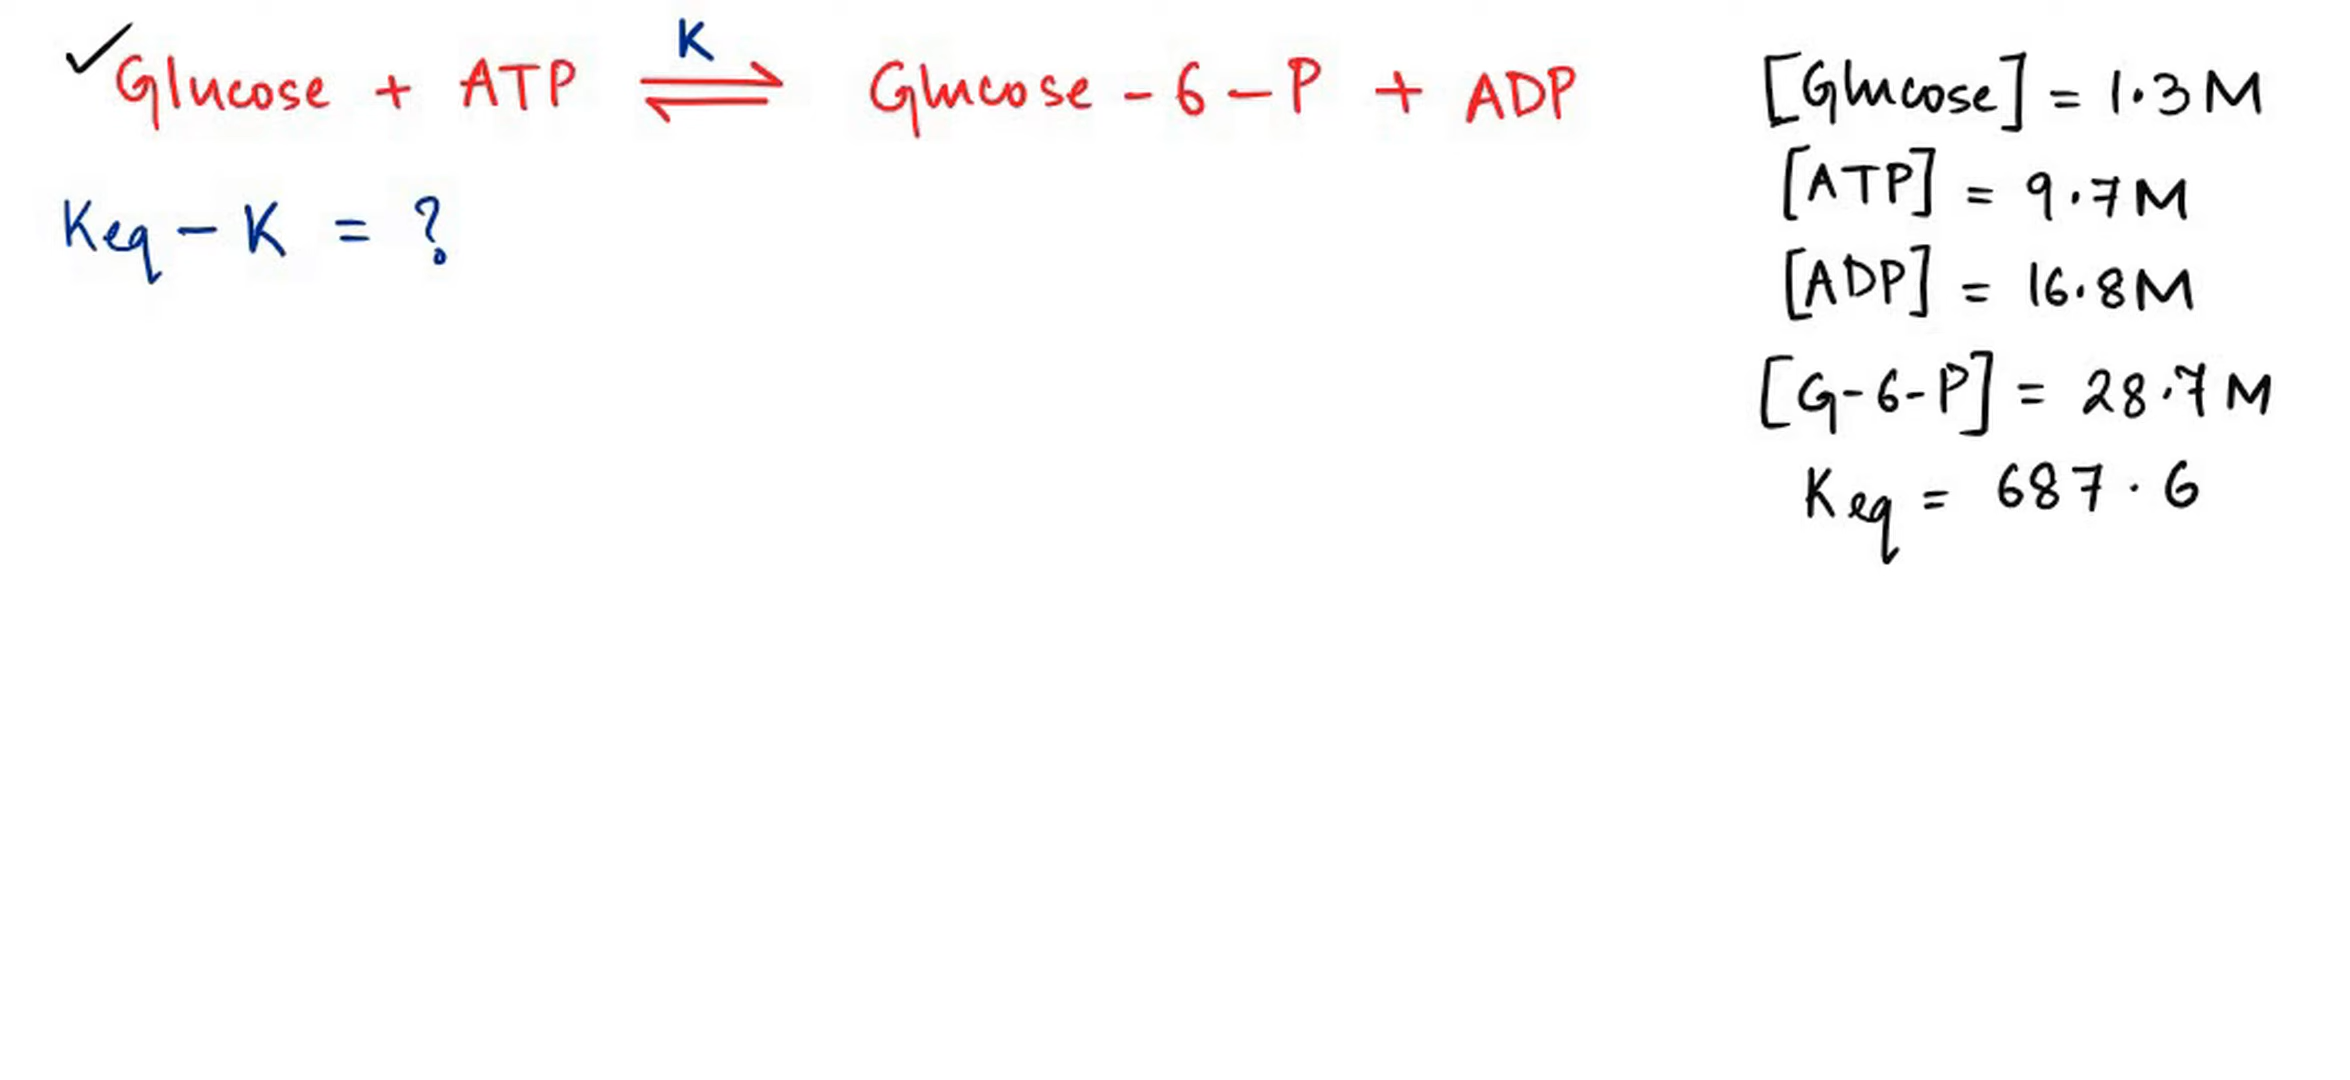 K
✓Glucose + ATP ⇌ Glucose - 6 - P + ADP
Keq - K = ?
[Glucose] = 1.3 M
[ATP] = 9.7 M
[ADP] = 16.8 M
[G-6-P] = 28.7 M
Keq = 687.6